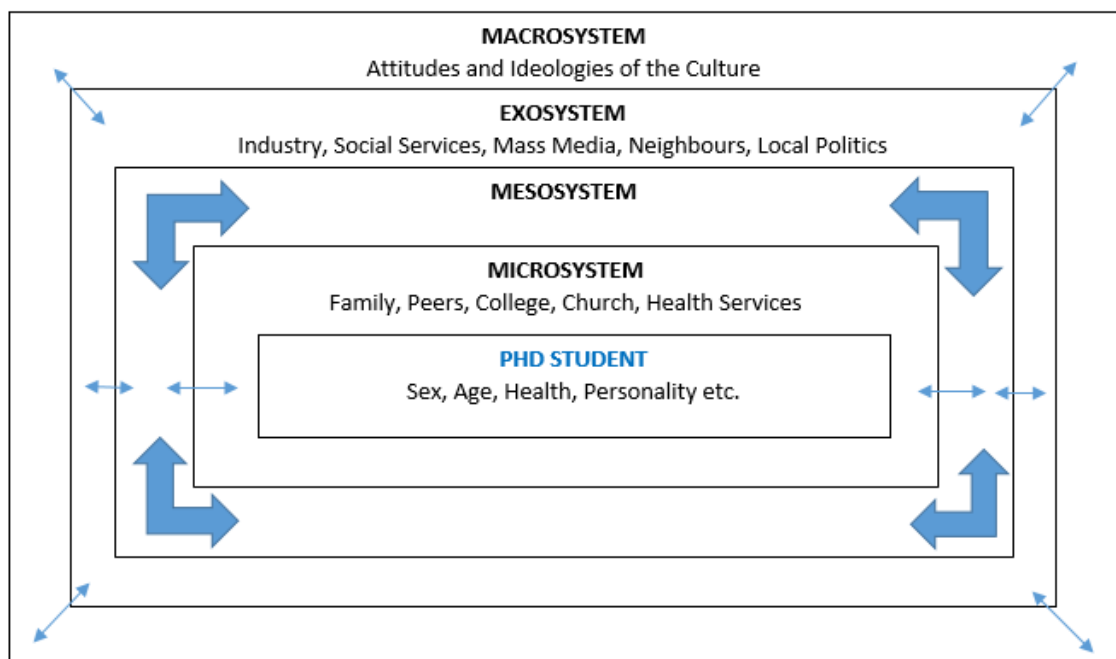 MACROSYSTEM
Attitudes and Ideologies of the Culture
EXOSYSTEM
Industry, Social Services, Mass Media, Neighbours, Local Politics
MESOSYSTEM
MICROSYSTEM
Family, Peers, College, Church, Health Services
PHD STUDENT
Sex, Age, Health, Personality etc.